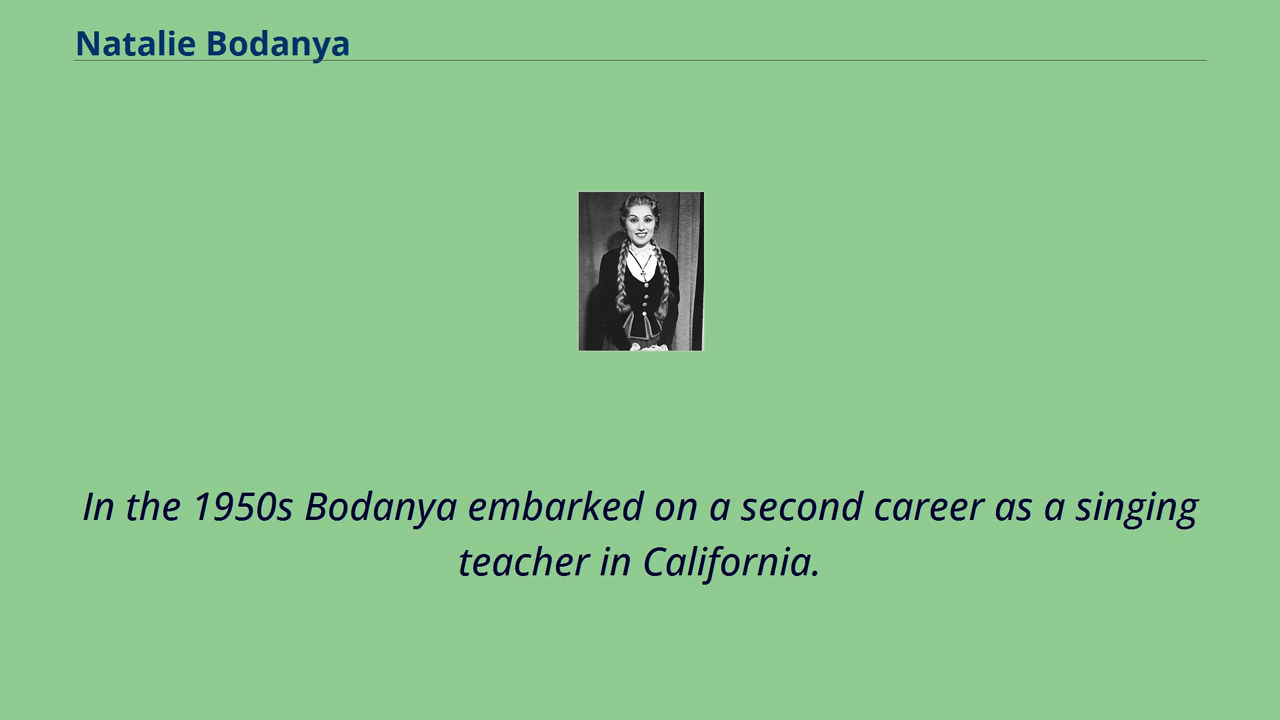 Natalie Bodanya
In the 1950s Bodanya embarked on a second career as a singing
teacher in California.